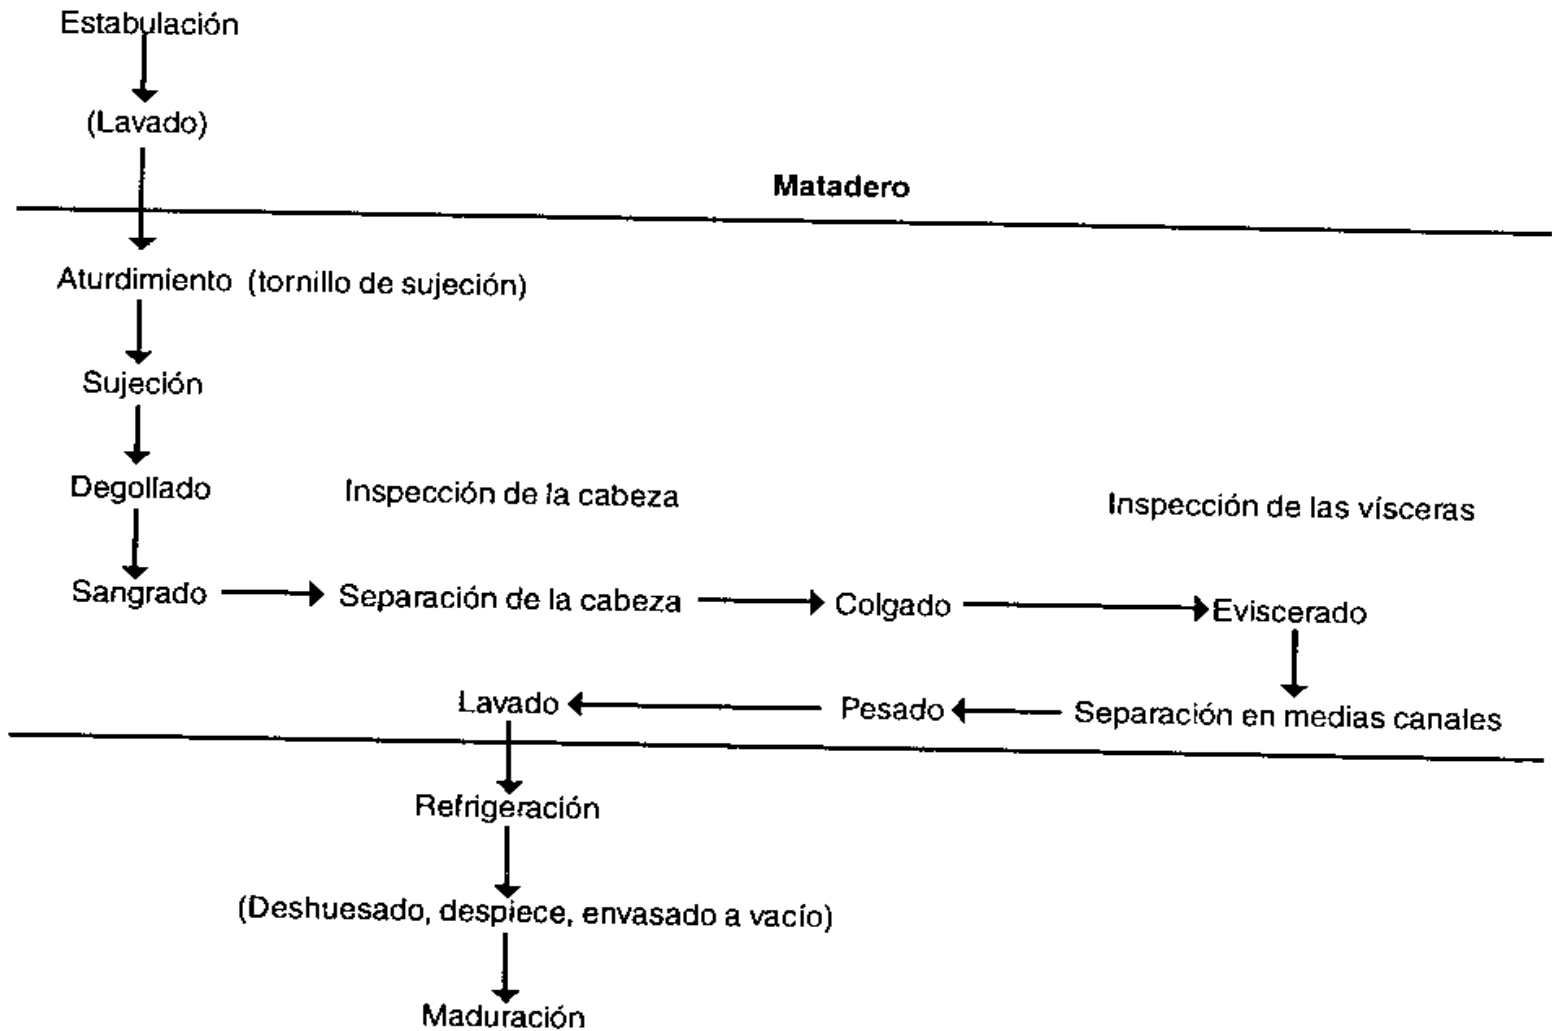 Estabulación
(Lavado)
Matadero
Aturdimiento (tornillo de sujeción)
Sujeción
Degollado
Inspección de la cabeza
Inspección de las vísceras
Sangrado
Separación de la cabeza
Colgado
Eviscerado
Lavado
Pesado
Separación en medias canales
Refrigeración
(Deshuesado, despiece, envasado a vacío)
Maduración